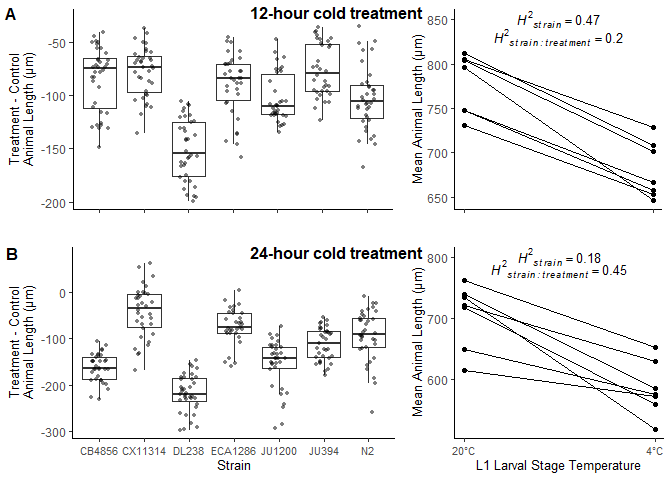 A
12-hour cold treatment
Treatment - Control
Animal Length (µm)
-50
-100
-150
-200
Mean Animal Length (µm)
850
800
750
700
650
H²strain = 0.47
H²strain:treatment = 0.2
B
24-hour cold treatment
Treatment - Control
Animal Length (µm)
0
-100
-200
-300
CB4856 CX11314 DL238 ECA1286 JU1200 JU394 N2
Strain
Mean Animal Length (µm)
800
700
600
H²strain = 0.18
H²strain:treatment = 0.45
20°C 4°C
L1 Larval Stage Temperature